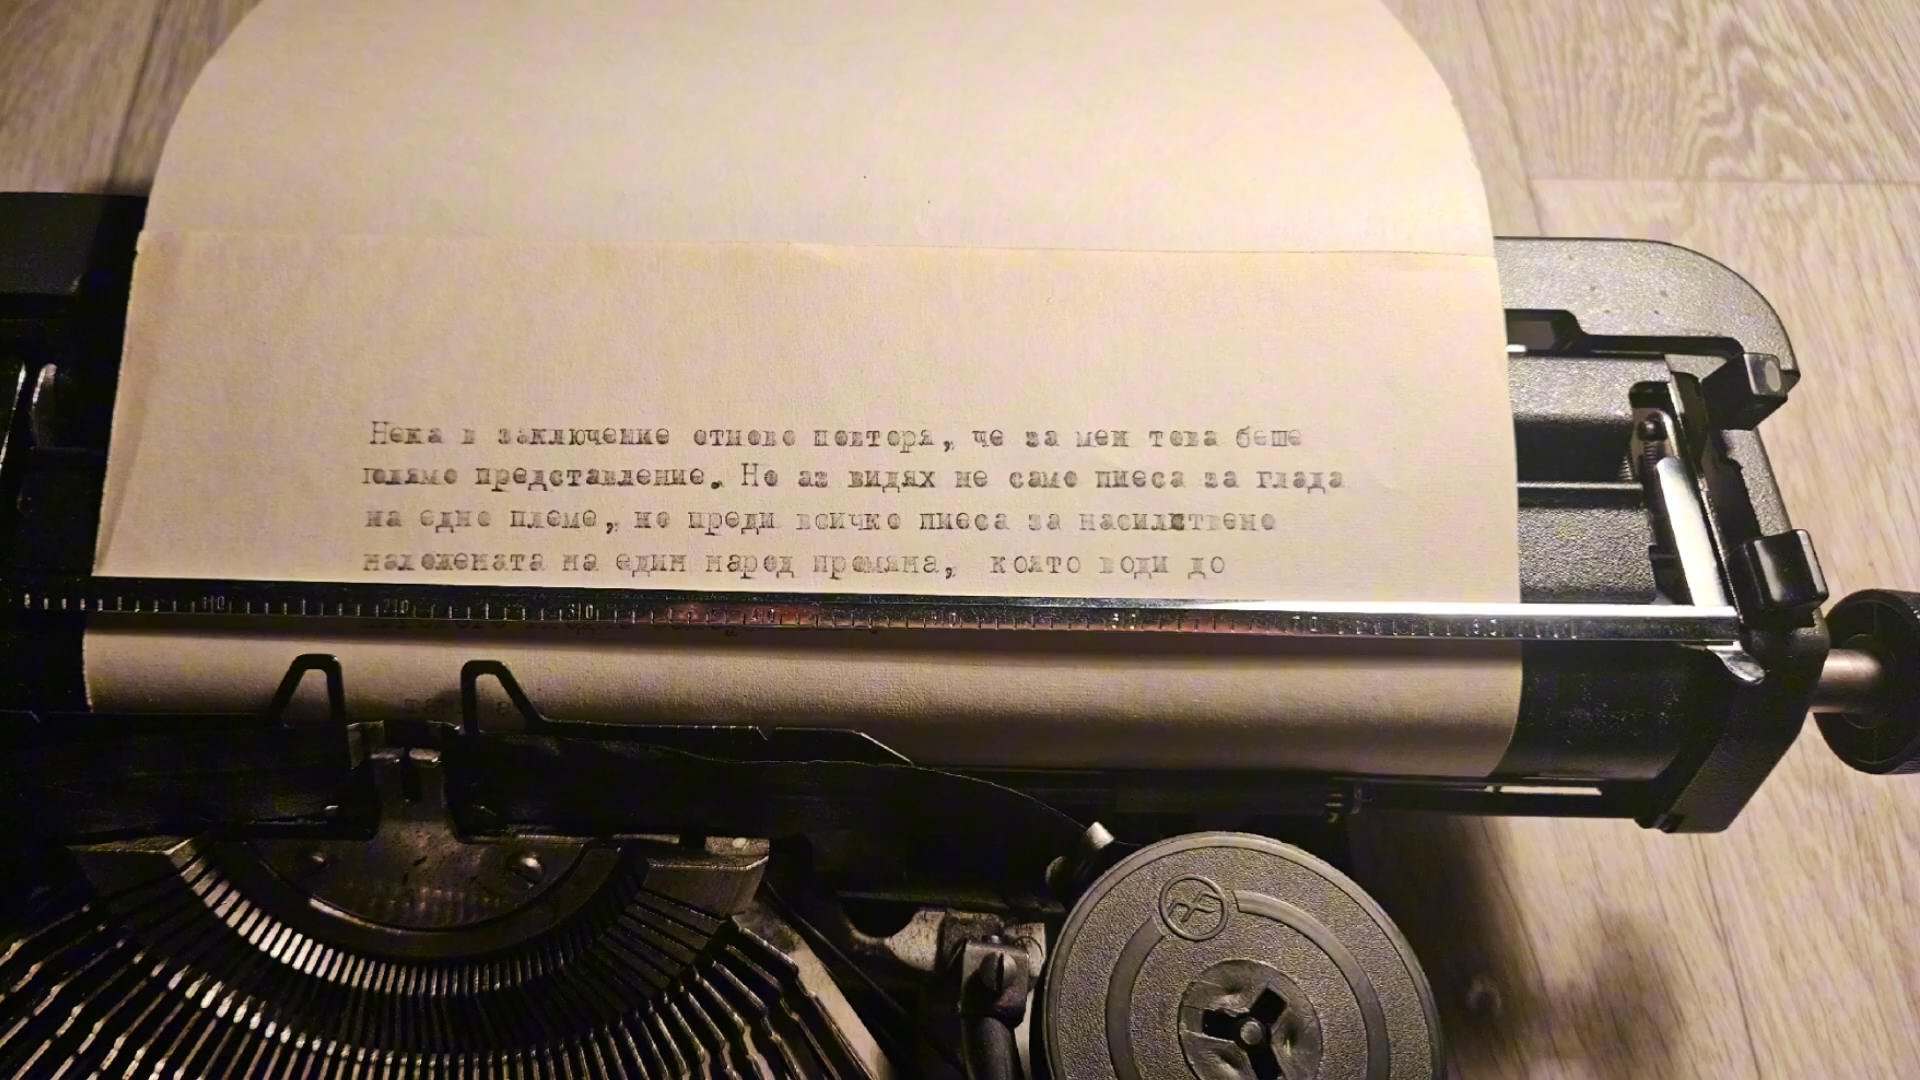 Нека в заключение отново повторя, че за мен това беше
голямо представление. Но аз видях не само пиеса за глада
на едно племе, но преди всичко пиеса за насилствено
наложената на един народ промяна, която води до